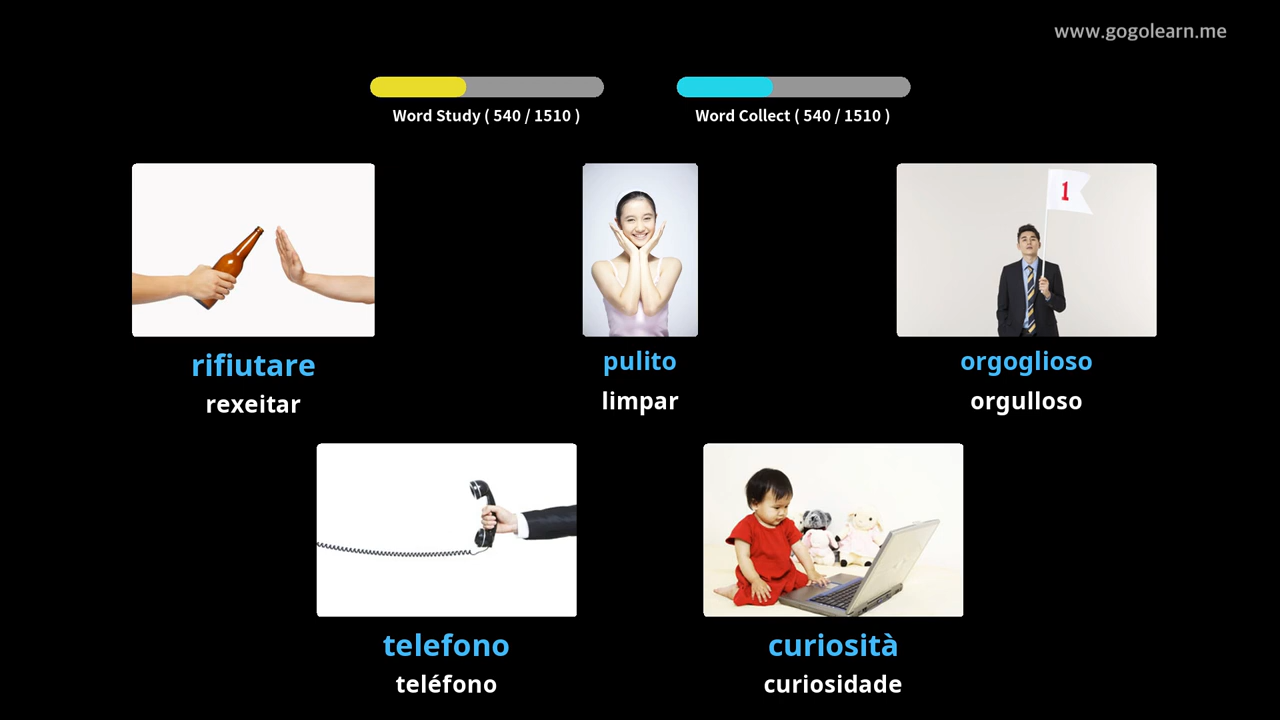 www.gogolearn.me
Word Study ( 540 / 1510 )
Word Collect ( 540 / 1510 )
rifiutare
rexeitar
pulito
limpar
1
orgoglioso
orgulloso
telefono
teléfono
curiosità
curiosidade